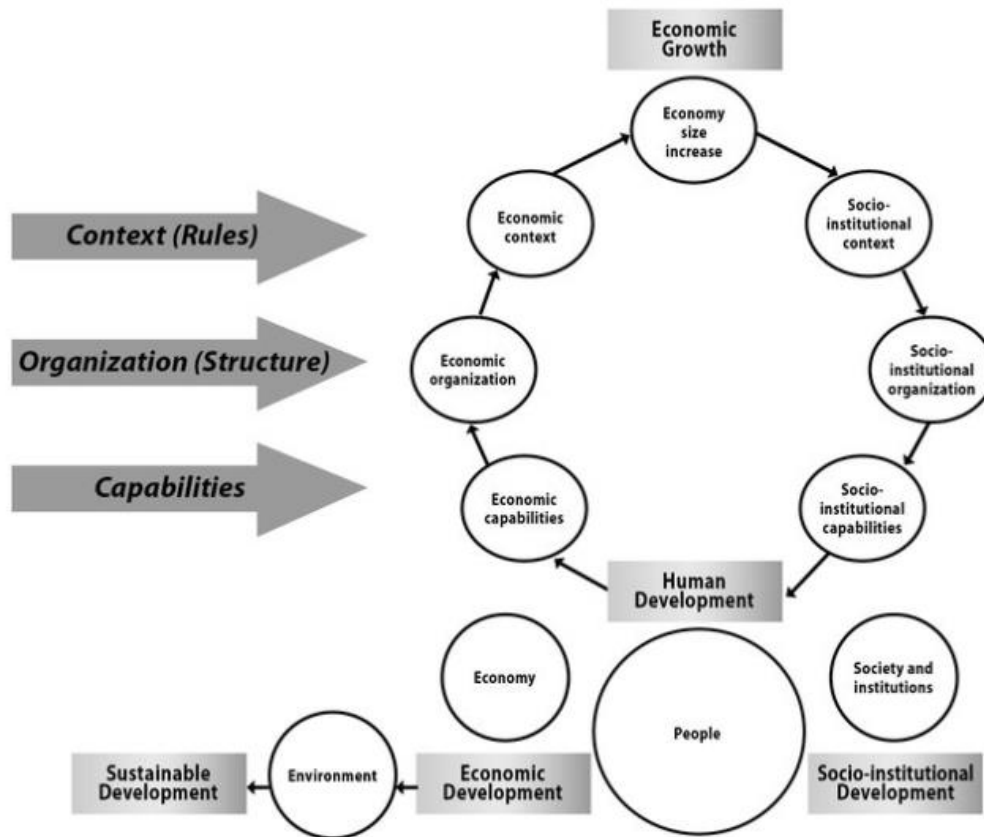 Economic
Growth
Economy
size
increase
Economic
context
Socio-
institutional
context
Context (Rules)
Organization (Structure)
Economic
organization
Socio-
institutional
organization
Capabilities
Economic
capabilities
Socio-
institutional
capabilities
Human
Development
Economy
People
Society and
institutions
Sustainable
Development
Environment
Economic
Development
Socio-institutional
Development